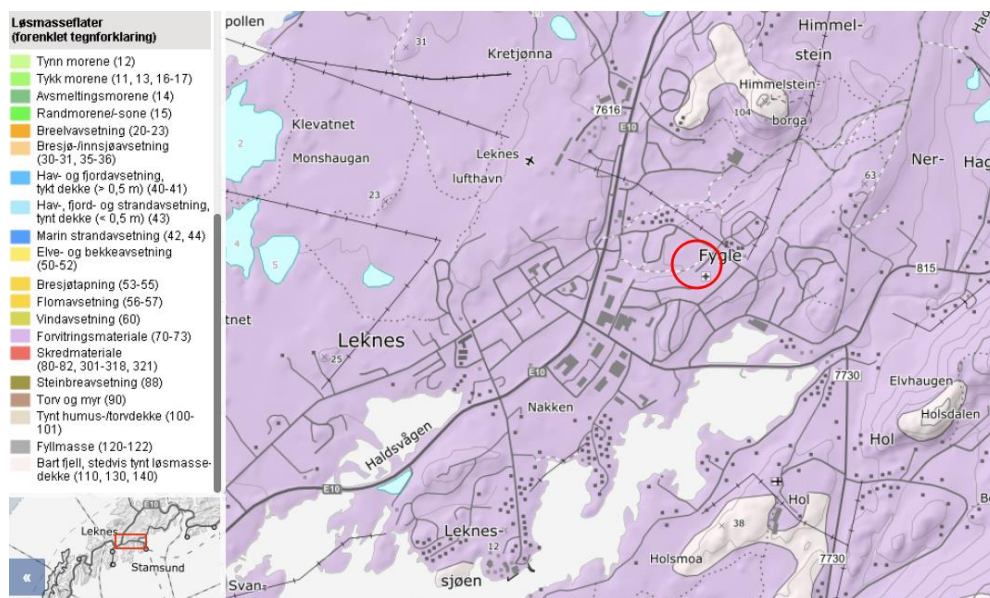 Løsmasseflater
(forenklet tegnforklaring)
Tynn morene (12)
Tykk morene (11, 13, 16-17)
Avsmeltingsmorene (14)
Randmorene/-sone (15)
Breelvavsetning (20-23)
Bresjø-/innsjøavsetning
(30-31, 35-36)
Hav- og fjordavsetning,
tykt dekke (> 0,5 m) (40-41)
Hav-, fjord- og strandavsetning,
tynt dekke (< 0,5 m) (43)
Marin strandavsetning (42, 44)
Elve- og bekkeavsetning
(50-52)
Bresjøtapning (53-55)
Flomavsetning (56-57)
Vindavsetning (60)
Forvitringsmateriale (70-73)
Skredmateriale
(80-82, 301-318, 321)
Steinbreavsetning (88)
Torv og myr (90)
Tynt humus-/torvdekke (100-
101)
Fyllmasse (120-122)
Bart fjell, stedvis tynt løsmasse-
dekke (110, 130, 140)
E10
Leknes
Stamsund
«
pollen
31
Kretjønna
Himmel-
stein
Himmelstein-
borga
104
7616
E10
Klevatnet
2
Monshaugan
Leknes
lufthavn
23
4
5
Ner-
63
Fygle
815
tnet
Leknes
25
E10
7730
Elvhaugen
Holsdalen
Nakken
Hol
Haldsvågen
E10
Hol
38
Leknes-
12
sjøen
Holsmoa
7730
Svan-